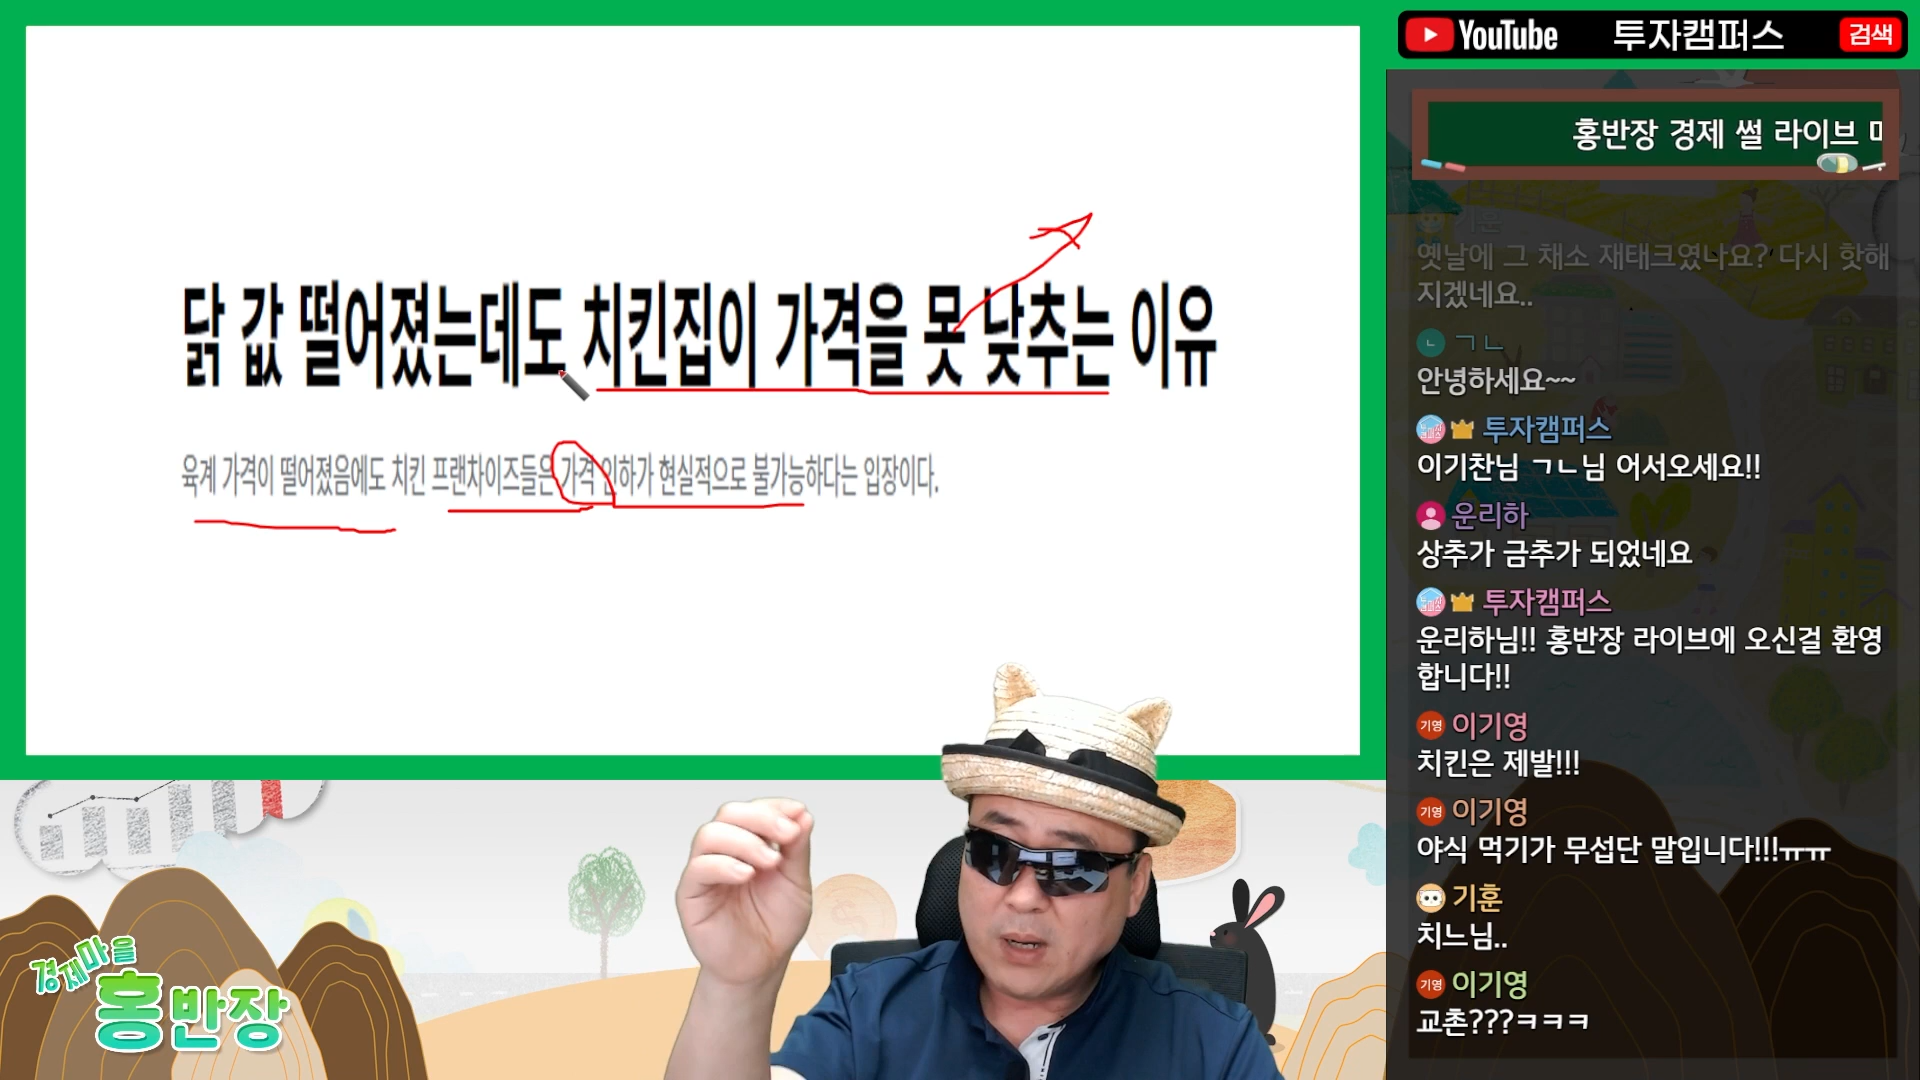 닭 값 떨어졌는데도 치킨집이 가격을 못 낮추는 이유
육계 가격이 떨어졌음에도 치킨 프랜차이즈들은 가격 인하가 현실적으로 불가능하다는 입장이다.
경제마을
홍반장
YouTube 투자캠퍼스 검색
홍반장 경제 썰 라이브
기훈
옛날에 그 채소 재태크였나요? 다시 핫해
지겠네요..
ㄴ ㄱㄴ
안녕하세요~~
투자캠퍼스
이기찬님 ㄱㄴ님 어서오세요!!
운리하
상추가 금추가 되었네요
투자캠퍼스
운리하님!! 홍반장 라이브에 오신걸 환영
합니다!!
기영 이기영
치킨은 제발!!!
기영 이기영
야식 먹기가 무섭단 말입니다!!!ㅠㅠ
기훈
치느님..
기영 이기영
교촌???ㅋㅋㅋ